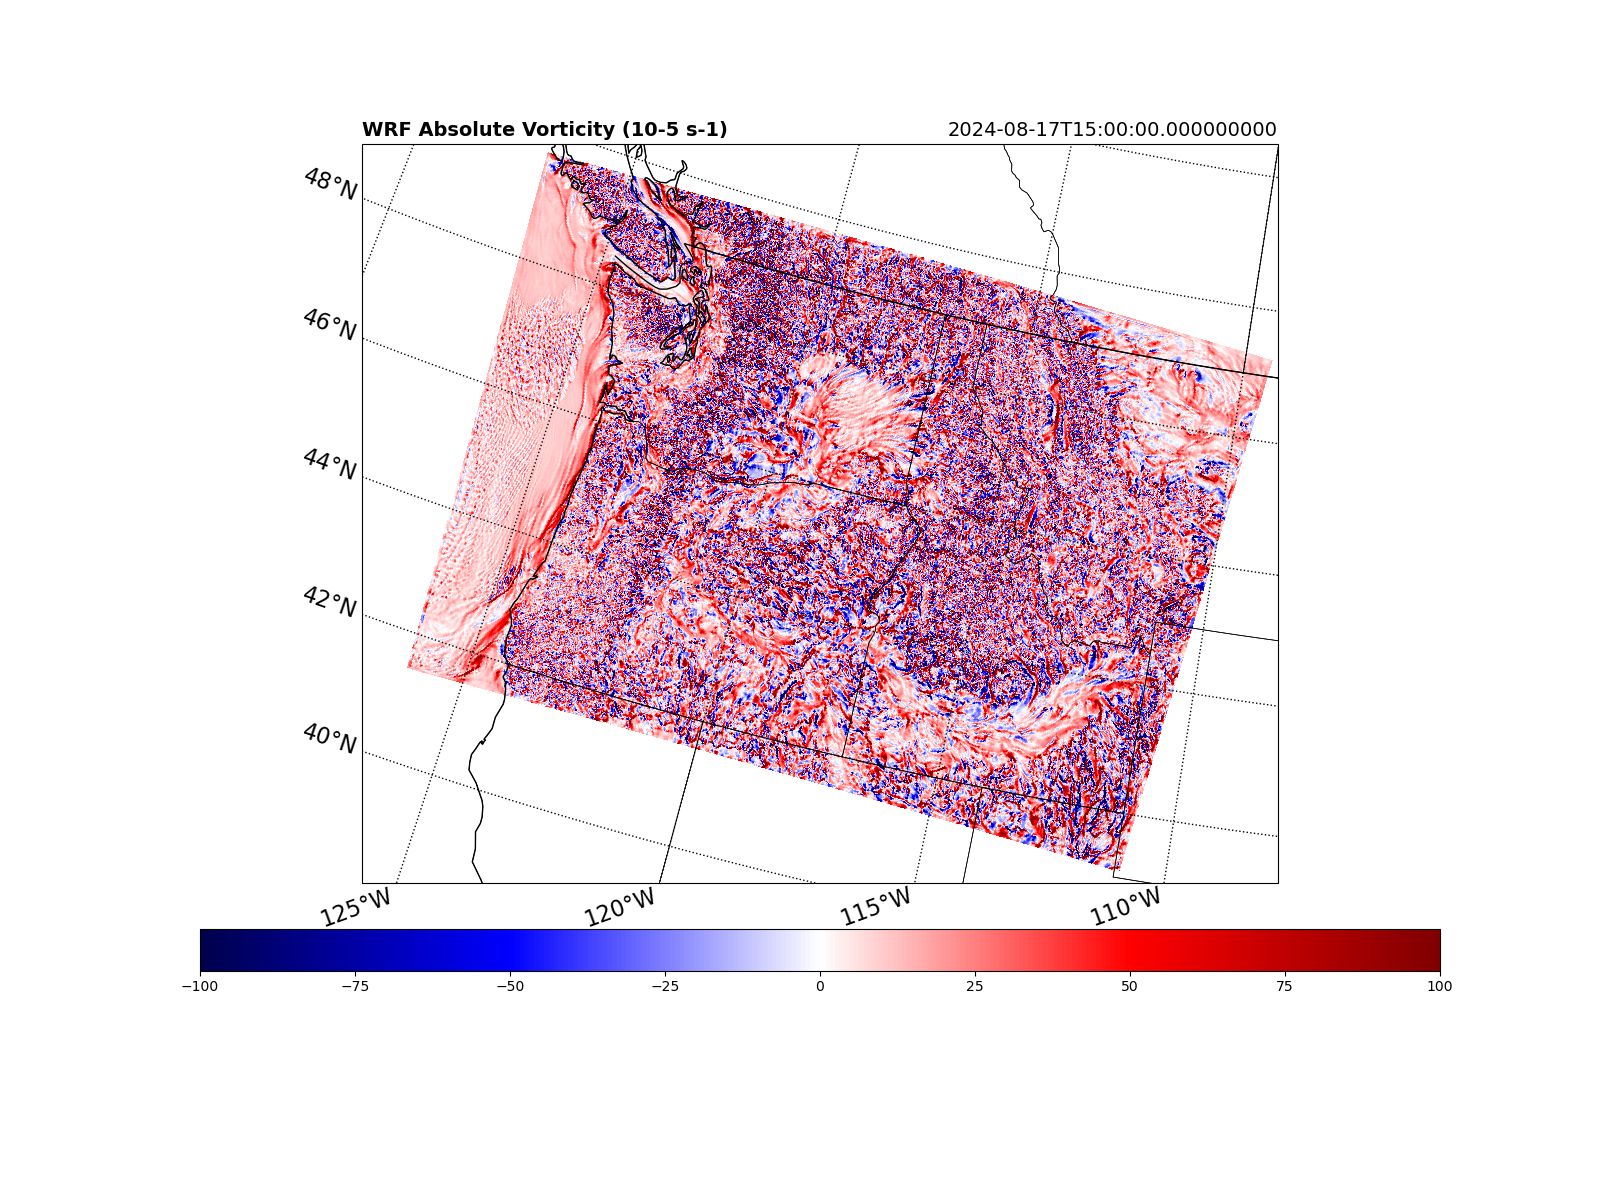 WRF Absolute Vorticity (10-5 s-1)
2024-08-17T15:00:00.000000000
48°N
46°N
44°N
42°N
40°N
125°W
120°W
115°W
110°W
−100
−75
−50
−25
0
25
50
75
100